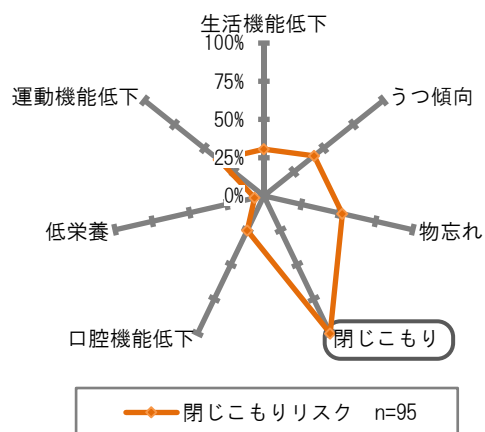 生活機能低下
100%
75%
50%
25%
0%
うつ傾向
物忘れ
閉じこもり
口腔機能低下
低栄養
運動機能低下
閉じこもりリスク n=95